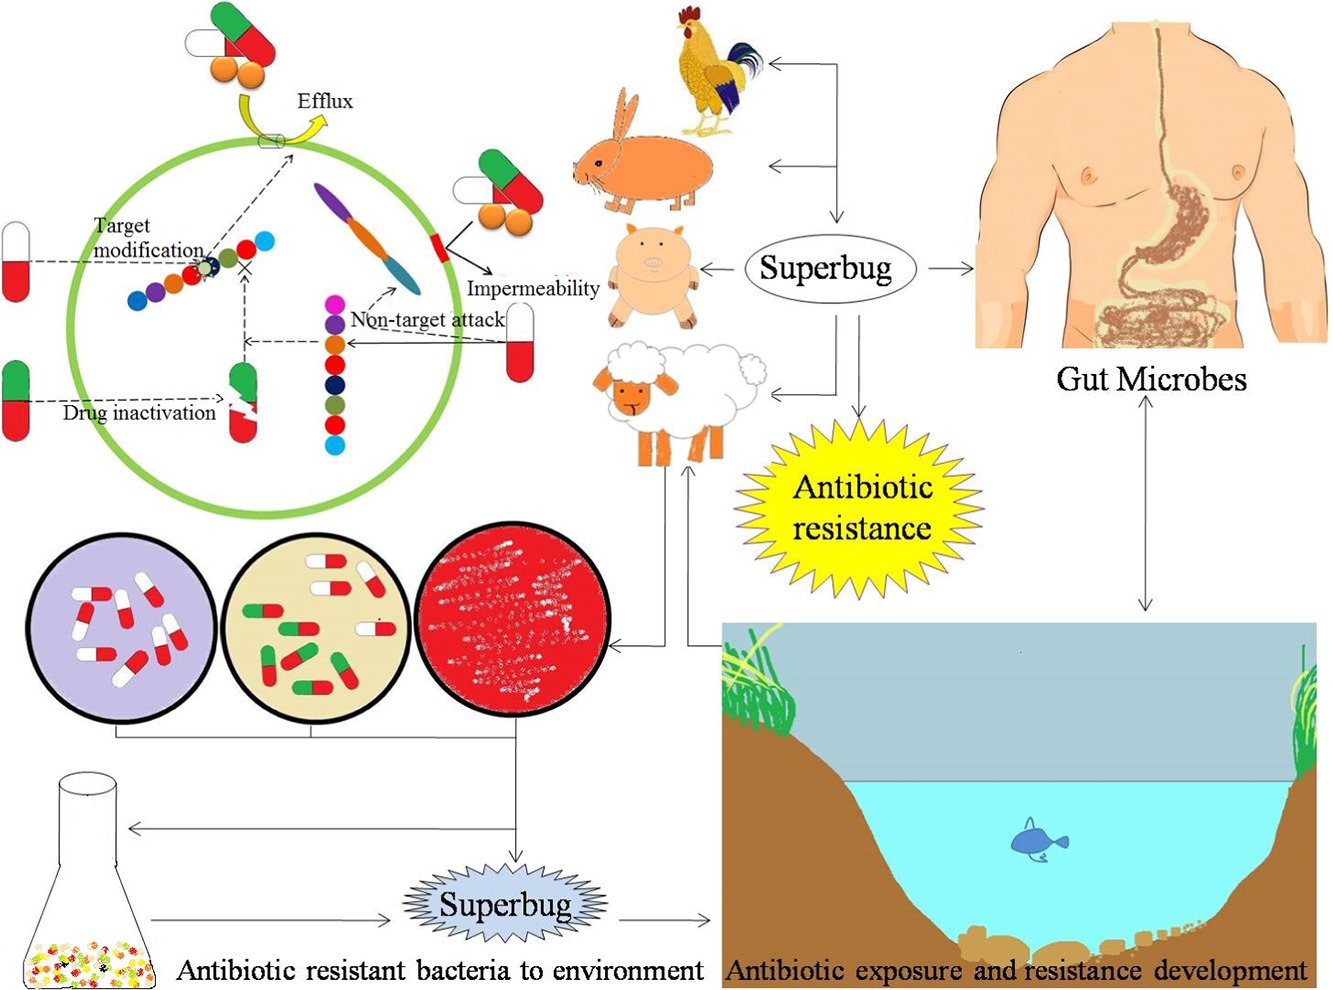 Efflux
Target
modification
Impermeability
Non-target attack
Drug inactivation
Superbug
Gut Microbes
Antibiotic
resistance
Superbug
Antibiotic resistant bacteria to environment
Antibiotic exposure and resistance development